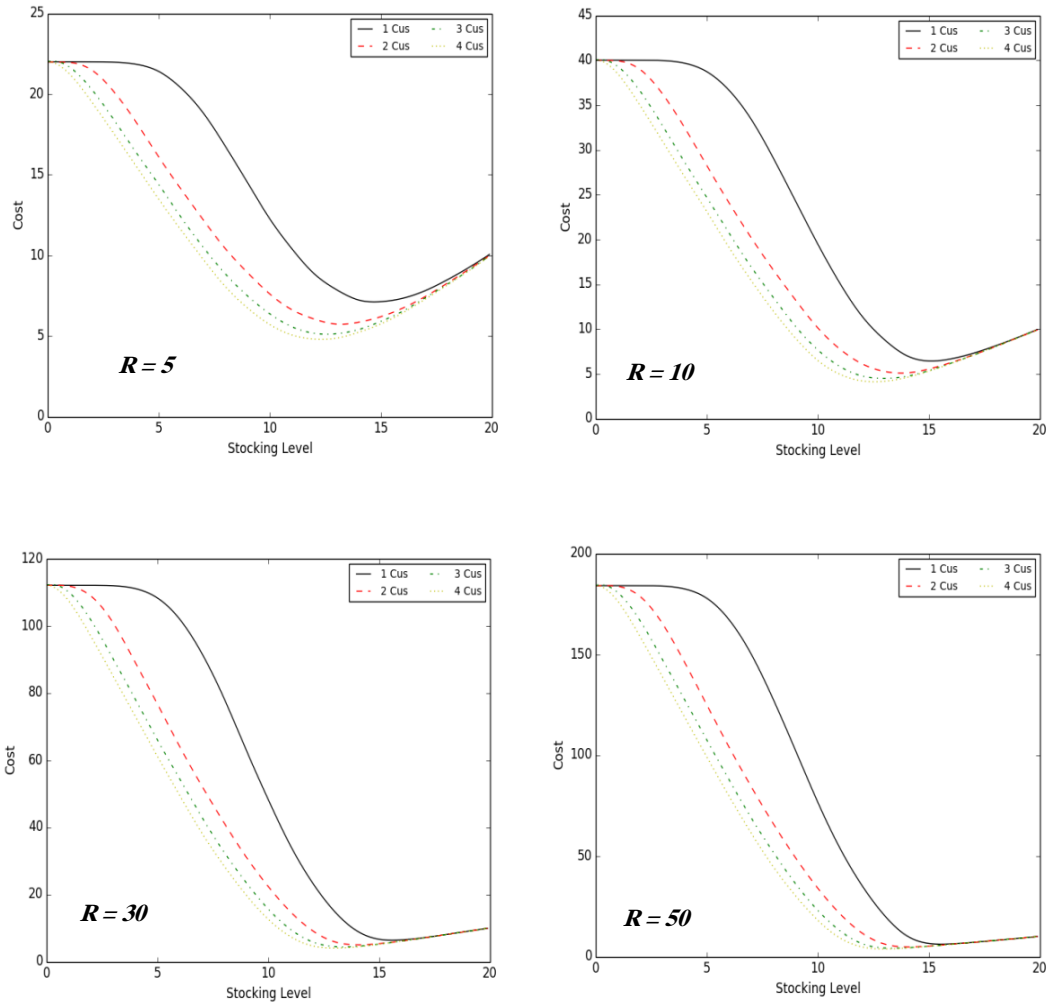 25
20
15
10
5
0
Cost
1 Cus 3 Cus
2 Cus 4 Cus
R = 5
0 5 10 15 20
Stocking Level
45
40
35
30
25
20
15
10
5
0
Cost
1 Cus 3 Cus
2 Cus 4 Cus
R = 10
0 5 10 15 20
Stocking Level
120
100
80
60
40
20
0
Cost
1 Cus 3 Cus
2 Cus 4 Cus
R = 30
0 5 10 15 20
Stocking Level
200
150
100
50
0
Cost
1 Cus 3 Cus
2 Cus 4 Cus
R = 50
0 5 10 15 20
Stocking Level